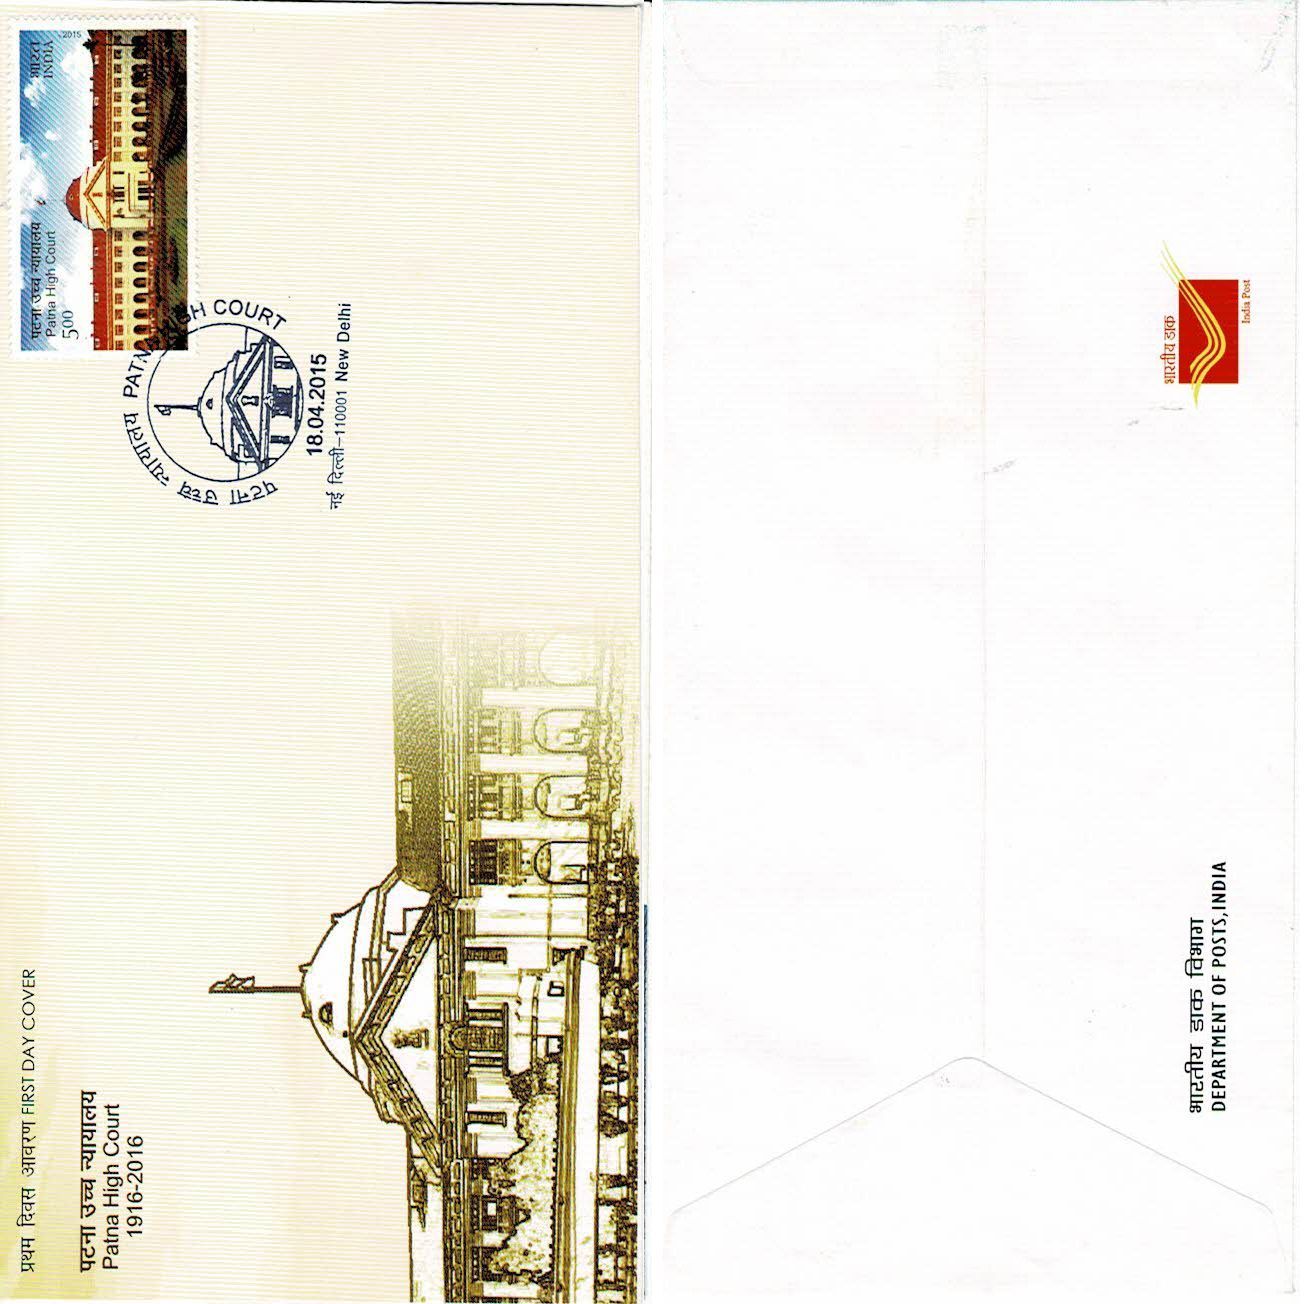 प्रथम दिवस आवरण FIRST DAY COVER
पटना उच्च न्यायालय
Patna High Court
1916-2016
पटना उच्च न्यायालय
Patna High Court
500
भारत
INDIA
2015
पटना उच्च न्यायालय PATNA HIGH COURT
18.04.2015
नई दिल्ली-110001 New Delhi
भारतीय डाक विभाग
DEPARTMENT OF POSTS, INDIA
भारतीय डाक
India Post